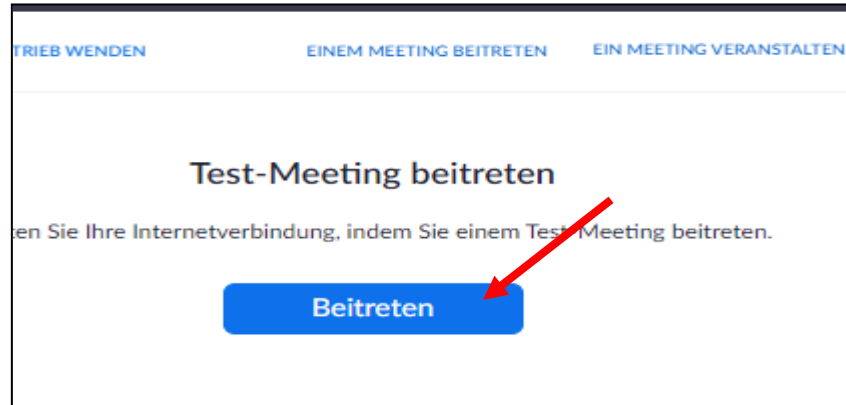 TRIEB WENDEN EINEM MEETING BEITRETEN EIN MEETING VERANSTALTEN
Test-Meeting beitreten
en Sie Ihre Internetverbindung, indem Sie einem Test-Meeting beitreten.
Beitreten